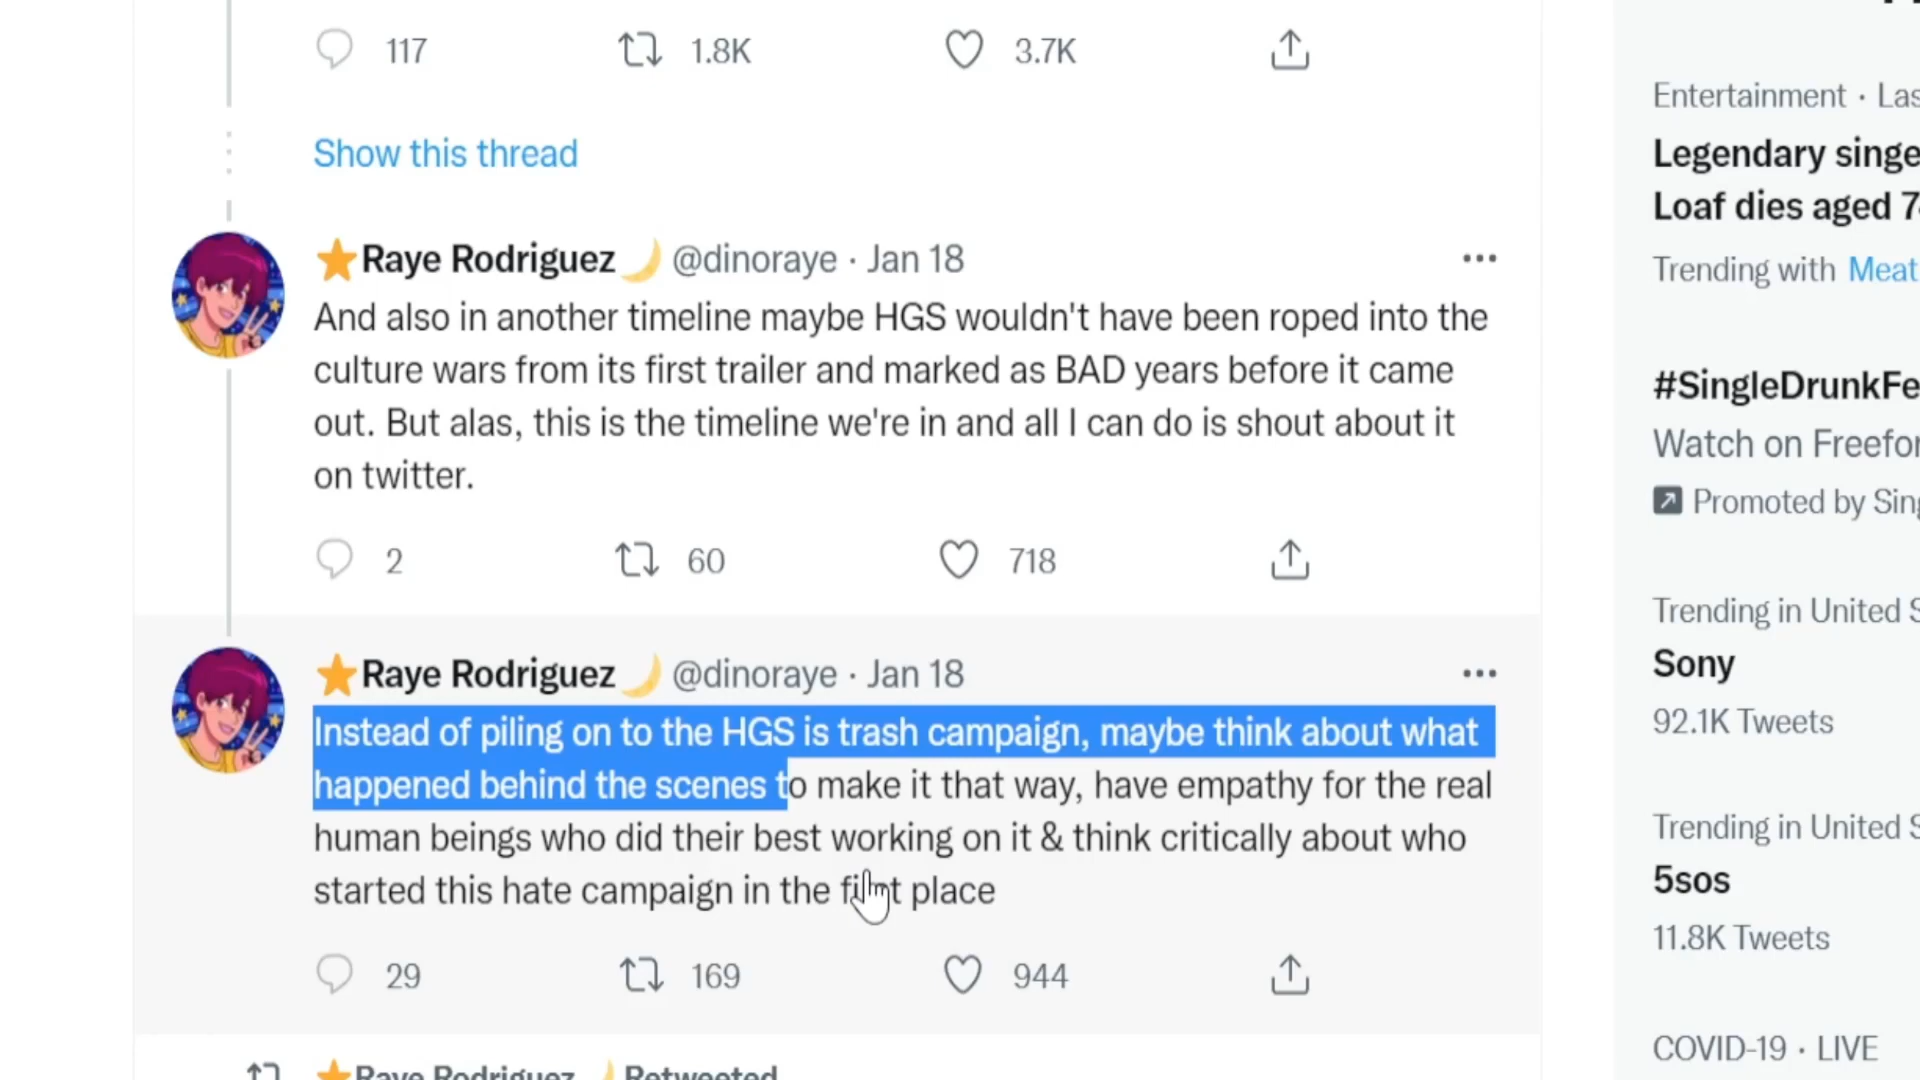 117 1.8K 3.7K
Show this thread
Raye Rodriguez @dinoraye · Jan 18
And also in another timeline maybe HGS wouldn't have been roped into the
culture wars from its first trailer and marked as BAD years before it came
out. But alas, this is the timeline we're in and all I can do is shout about it
on twitter.
2 60 718
Raye Rodriguez @dinoraye · Jan 18
Instead of piling on to the HGS is trash campaign, maybe think about what
happened behind the scenes to make it that way, have empathy for the real
human beings who did their best working on it & think critically about who
started this hate campaign in the first place
29 169 944
Raye Rodriguez Retweeted
Entertainment · Las
Legendary singe
Loaf dies aged 7
Trending with Meat
#SingleDrunkFe
Watch on Freefor
Promoted by Sing
Trending in United S
Sony
92.1K Tweets
Trending in United S
5sos
11.8K Tweets
COVID-19 · LIVE